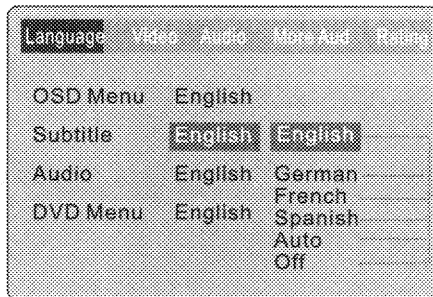 Language Video Audio More Aud Rating
OSD Menu English
Subtitle English English
Audio English German
French
DVD Menu English Spanish
Auto
Off